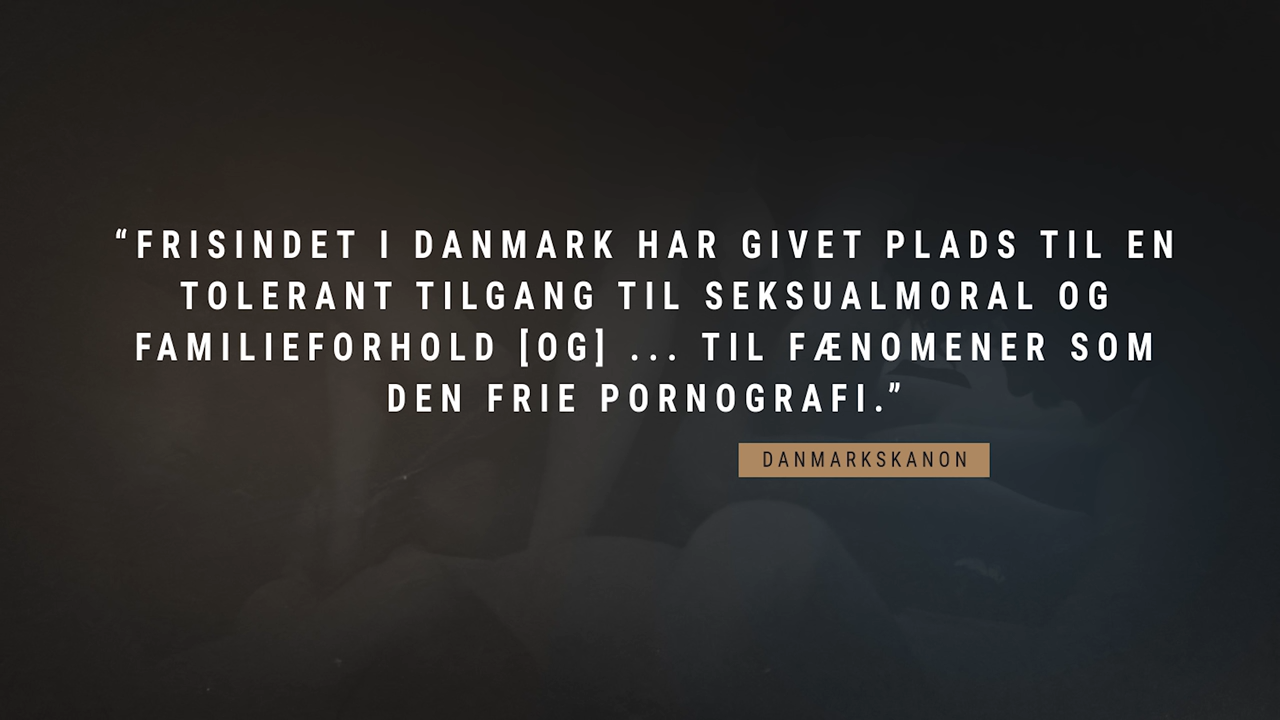 “FRISINDET I DANMARK HAR GIVET PLADS TIL EN
TOLERANT TILGANG TIL SEKSUALMORAL OG
FAMILIEFORHOLD [OG] ... TIL FÆNOMENER SOM
DEN FRIE PORNOGRAFI.”
DANMARKSKANON